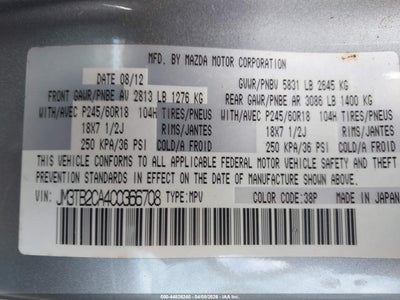 MFD. BY MAZDA MOTOR CORPORATION
DATE 08/12
GVWR/PNBV 5831 LB 2645 KG
FRONT GAWR/PNBE AV 2813 LB 1276 KG
REAR GAWR/PNBE AR 3086 LB 1400 KG
WITH/AVEC P245/60R18 104H TIRES/PNEUS
WITH/AVEC P245/60R18 104H TIRES/PNEUS
18X7 1/2J RIMS/JANTES
18X7 1/2J RIMS/JANTES
250 KPA/36 PSI COLD/A FROID
250 KPA/36 PSI COLD/A FROID
THIS VEHICLE CONFORMS TO ALL APPLICABLE FEDERAL MOTOR VEHICLE SAFETY AND THEFT
PREVENTION STANDARDS IN EFFECT ON THE DATE OF MANUFACTURE SHOWN ABOVE.
VIN: JM3TB2CA4C0366708 TYPE:MPV
COLOR CODE:38P MADE IN JAPAN